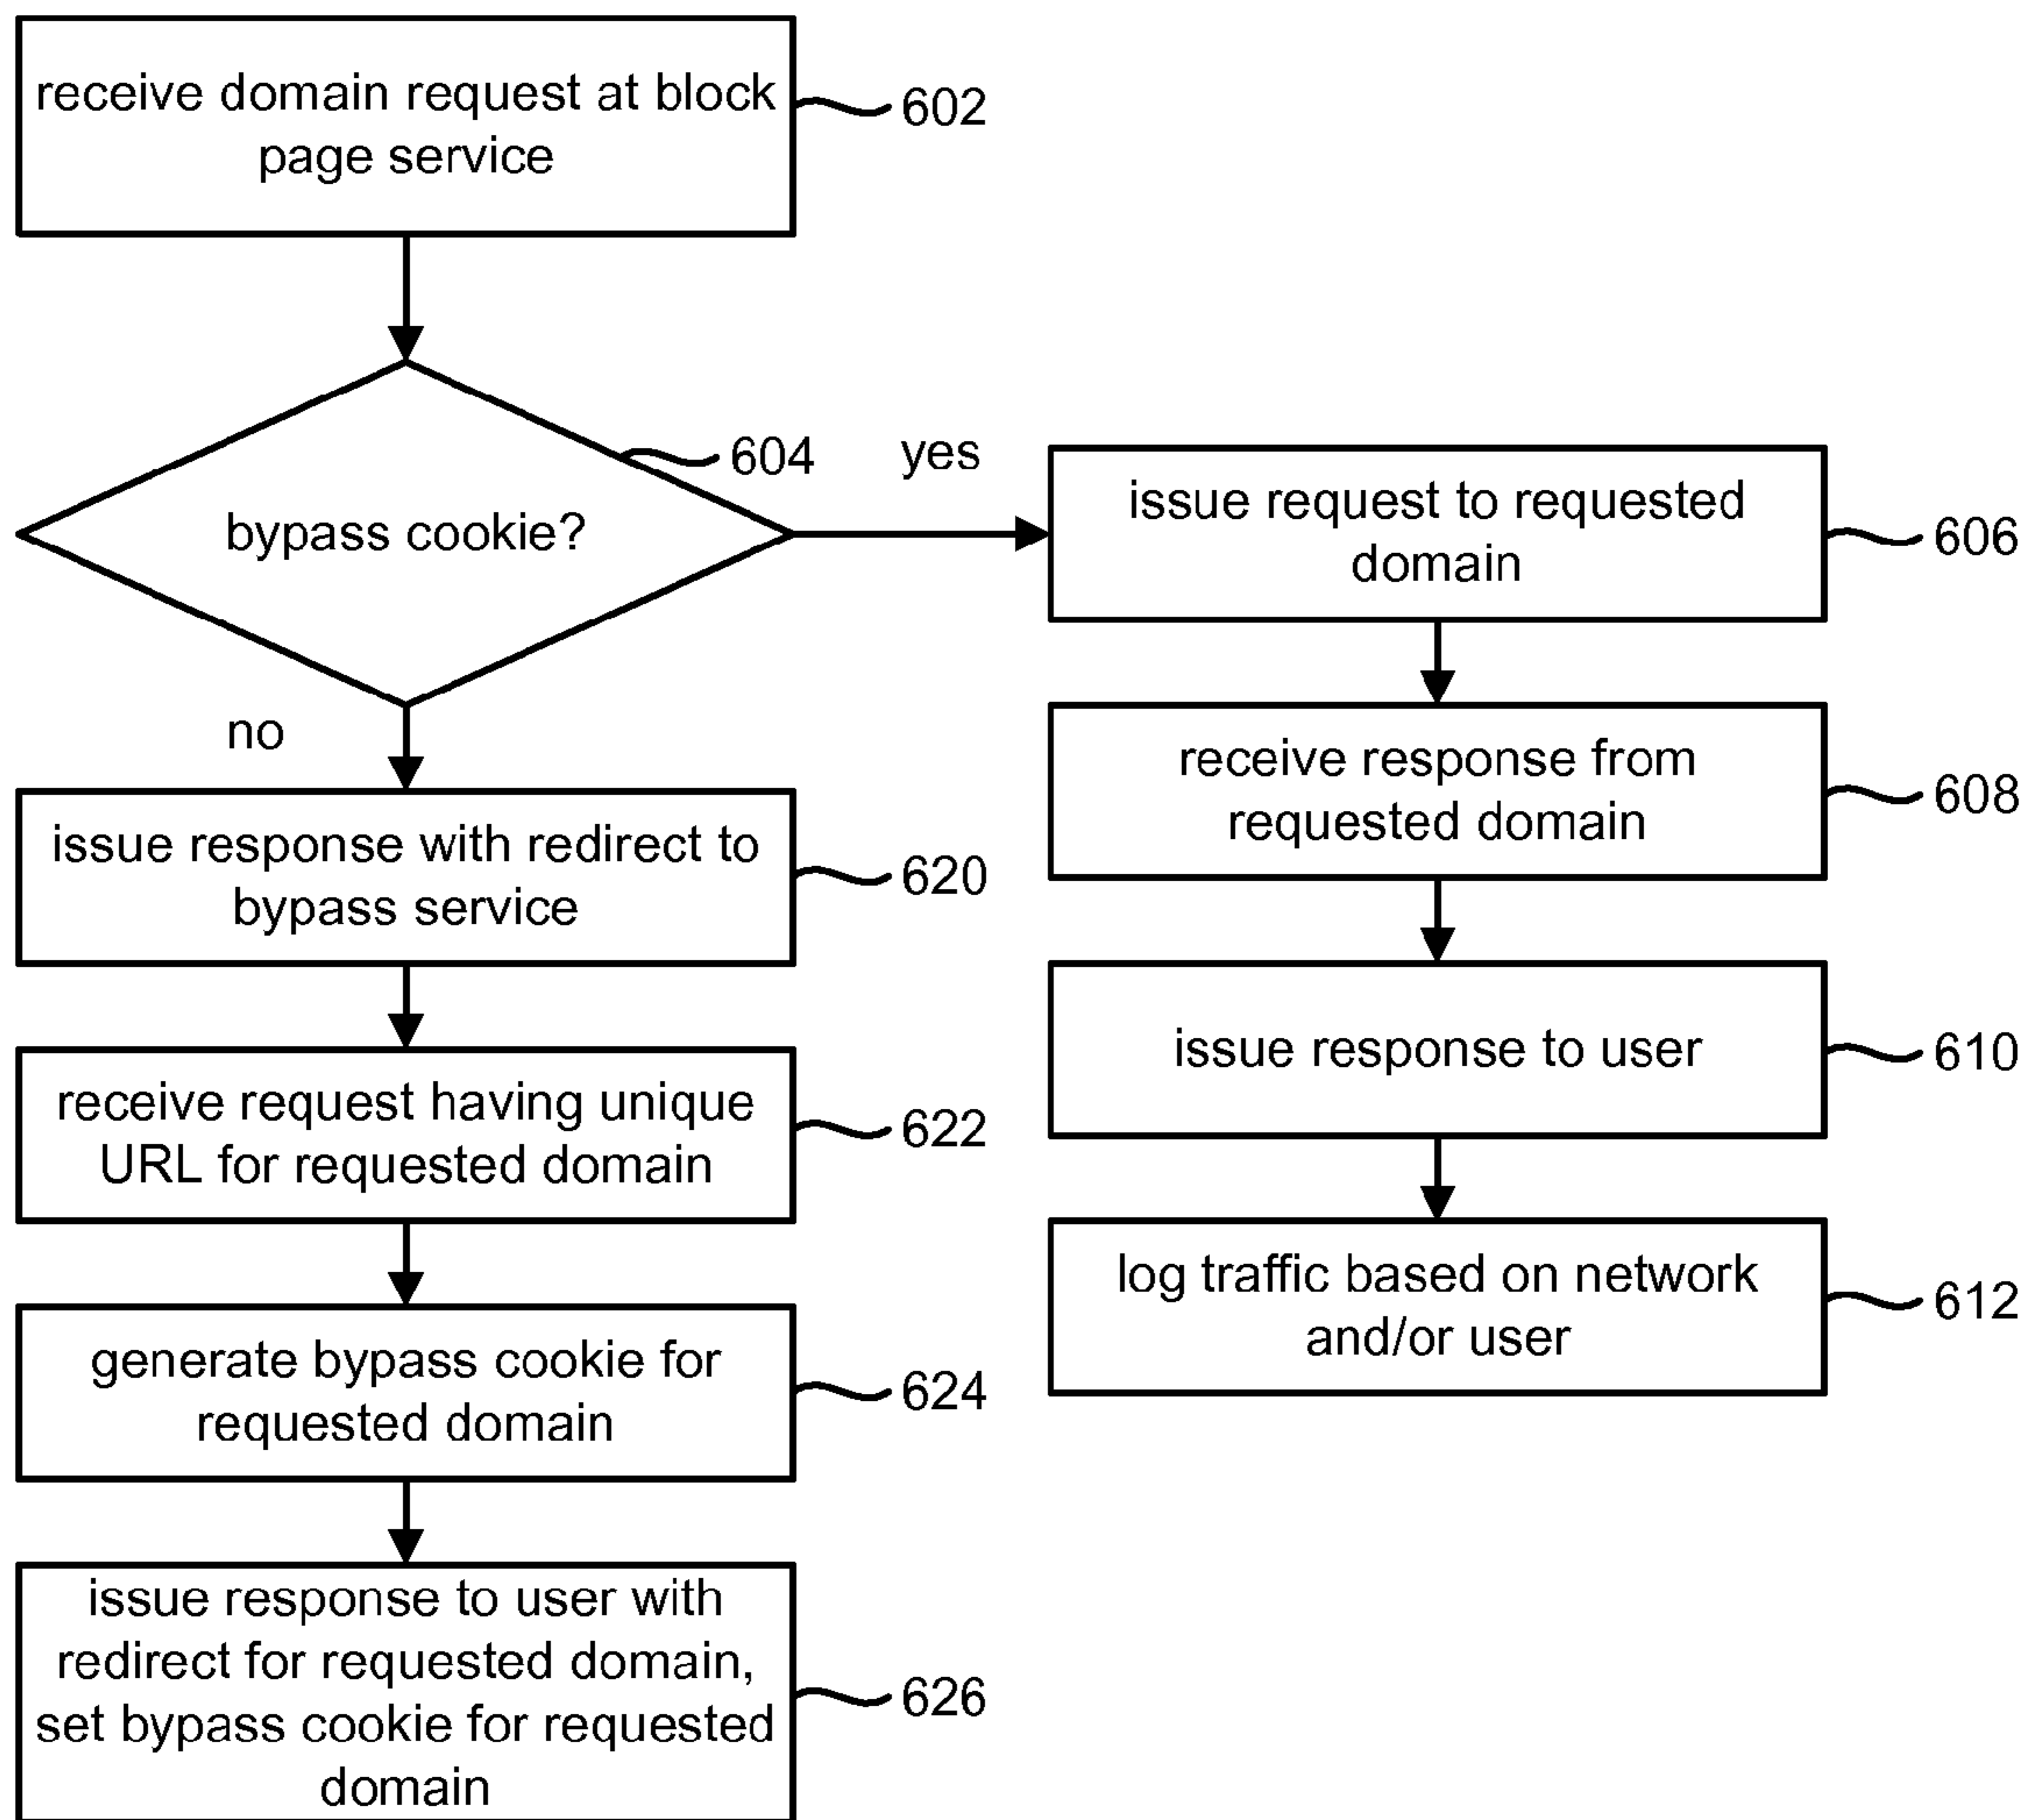 receive domain request at block
page service
602
604
bypass cookie?
yes
no
issue request to requested
domain
606
receive response from
requested domain
608
issue response to user
610
log traffic based on network
and/or user
612
issue response with redirect to
bypass service
620
receive request having unique
URL for requested domain
622
generate bypass cookie for
requested domain
624
issue response to user with
redirect for requested domain,
set bypass cookie for requested
domain
626